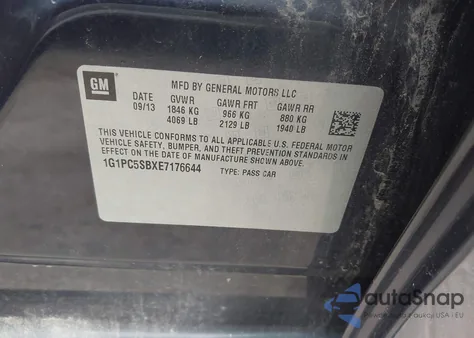 GM
MFD BY GENERAL MOTORS LLC
DATE GVWR GAWR FRT GAWR RR
09/13 1846 KG 966 KG 880 KG
4069 LB 2129 LB 1940 LB
THIS VEHICLE CONFORMS TO ALL APPLICABLE U.S. FEDERAL MOTOR
VEHICLE SAFETY, BUMPER, AND THEFT PREVENTION STANDARDS IN
EFFECT ON THE DATE OF MANUFACTURE SHOWN ABOVE.
1G1PC5SBXE7176644 TYPE: PASS CAR
autoSnap